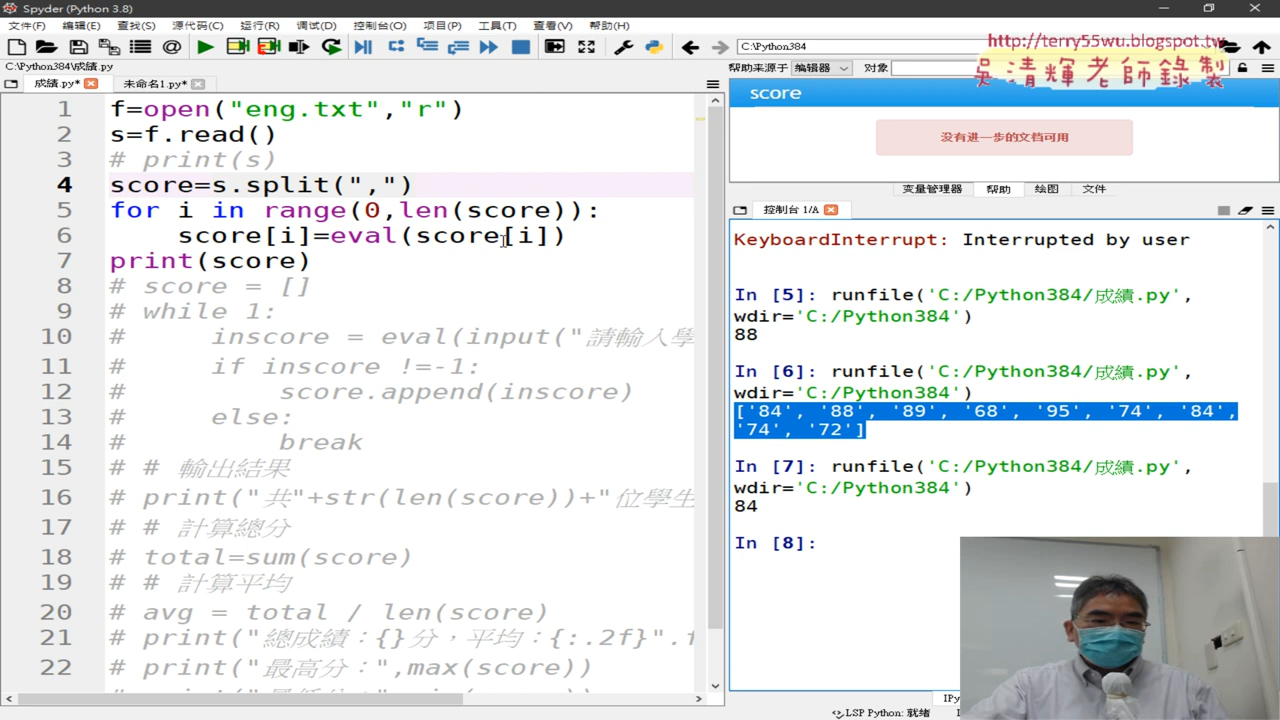 Spyder (Python 3.8)
文件(F) 编辑(E) 查找(S) 源代码(C) 运行(R) 调试(D) 控制台(O) 项目(P) 工具(T) 查看(V) 帮助(H)
C:\Python384
http://terry55wu.blogspot.tw
吳清輝老師錄製
C:\Python384\成績.py
帮助来源于 编辑器 对象
成績.py* 未命名1.py*
score
没有进一步的文档可用
变量管理器 帮助 绘图 文件
控制台 1/A
1 f=open("eng.txt","r")
2 s=f.read()
3 # print(s)
4 score=s.split(",")
5 for i in range(0,len(score)):
6 score[i]=eval(score[i])
7 print(score)
8 # score = []
9 # while 1:
10 # inscore = eval(input("請輸入學
11 # if inscore !=-1:
12 # score.append(inscore)
13 # else:
14 # break
15 # # 輸出結果
16 # print("共"+str(len(score))+"位學生
17 # # 計算總分
18 # total=sum(score)
19 # # 計算平均
20 # avg = total / len(score)
21 # print("總成績：{}分，平均：{:.2f}".f
22 # print("最高分：",max(score))
KeyboardInterrupt: Interrupted by user
In [5]: runfile('C:/Python384/成績.py',
wdir='C:/Python384')
88
In [6]: runfile('C:/Python384/成績.py',
wdir='C:/Python384')
['84', '88', '89', '68', '95', '74', '84',
'74', '72']
In [7]: runfile('C:/Python384/成績.py',
wdir='C:/Python384')
84
In [8]:
LSP Python: 就绪